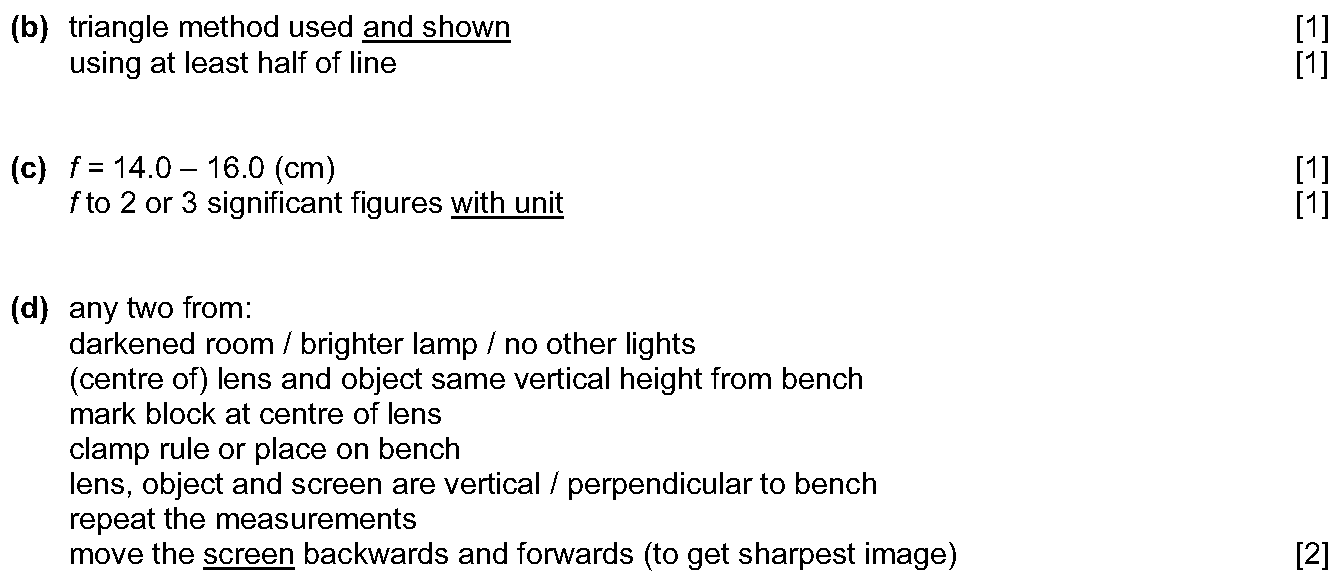 (b) triangle method used and shown [1]
using at least half of line [1]
(c) f = 14.0 – 16.0 (cm) [1]
f to 2 or 3 significant figures with unit [1]
(d) any two from:
darkened room / brighter lamp / no other lights
(centre of) lens and object same vertical height from bench
mark block at centre of lens
clamp rule or place on bench
lens, object and screen are vertical / perpendicular to bench
repeat the measurements
move the screen backwards and forwards (to get sharpest image) [2]